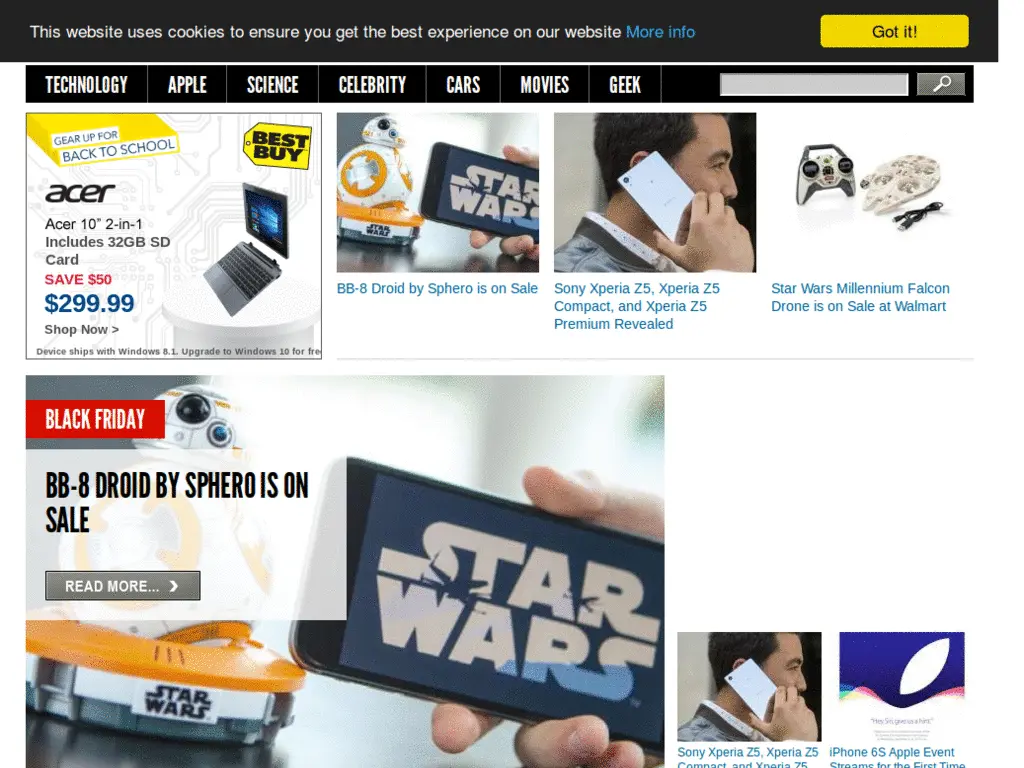 This website uses cookies to ensure you get the best experience on our website More info
Got it!
TECHNOLOGY APPLE SCIENCE CELEBRITY CARS MOVIES GEEK
GEAR UP FOR
BACK TO SCHOOL
BEST
BUY
acer
Acer 10" 2-in-1
Includes 32GB SD
Card
SAVE $50
$299.99
Shop Now >
Device ships with Windows 8.1. Upgrade to Windows 10 for fre
STAR
WARS
STAR
WARS
BB-8 Droid by Sphero is on Sale
Sony Xperia Z5, Xperia Z5
Compact, and Xperia Z5
Premium Revealed
Star Wars Millennium Falcon
Drone is on Sale at Walmart
BLACK FRIDAY
BB-8 DROID BY SPHERO IS ON
SALE
READ MORE...
STAR
WARS
STAR
WARS
"Hey Siri, give us a hint."
Sony Xperia Z5, Xperia Z5
Compact, and Xperia Z5
iPhone 6S Apple Event
Streams for the First Time